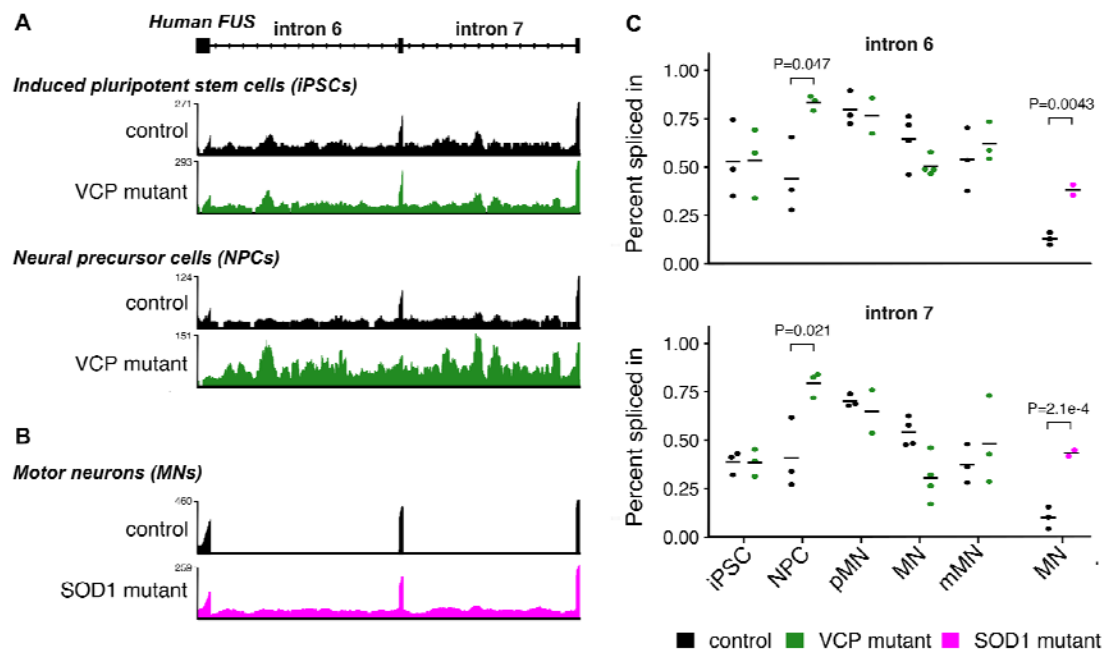 A
Human FUS
intron 6
intron 7
Induced pluripotent stem cells (iPSCs)
271
control
293
VCP mutant
Neural precursor cells (NPCs)
124
control
151
VCP mutant
B
Motor neurons (MNs)
460
control
259
SOD1 mutant
C
intron 6
Percent spliced in
1.00
0.75
0.50
0.25
0.00
P=0.047
P=0.0043
intron 7
Percent spliced in
1.00
0.75
0.50
0.25
0.00
P=0.021
P=2.1e-4
iPSC
NPC
pMN
MN
mMN
MN
control VCP mutant SOD1 mutant